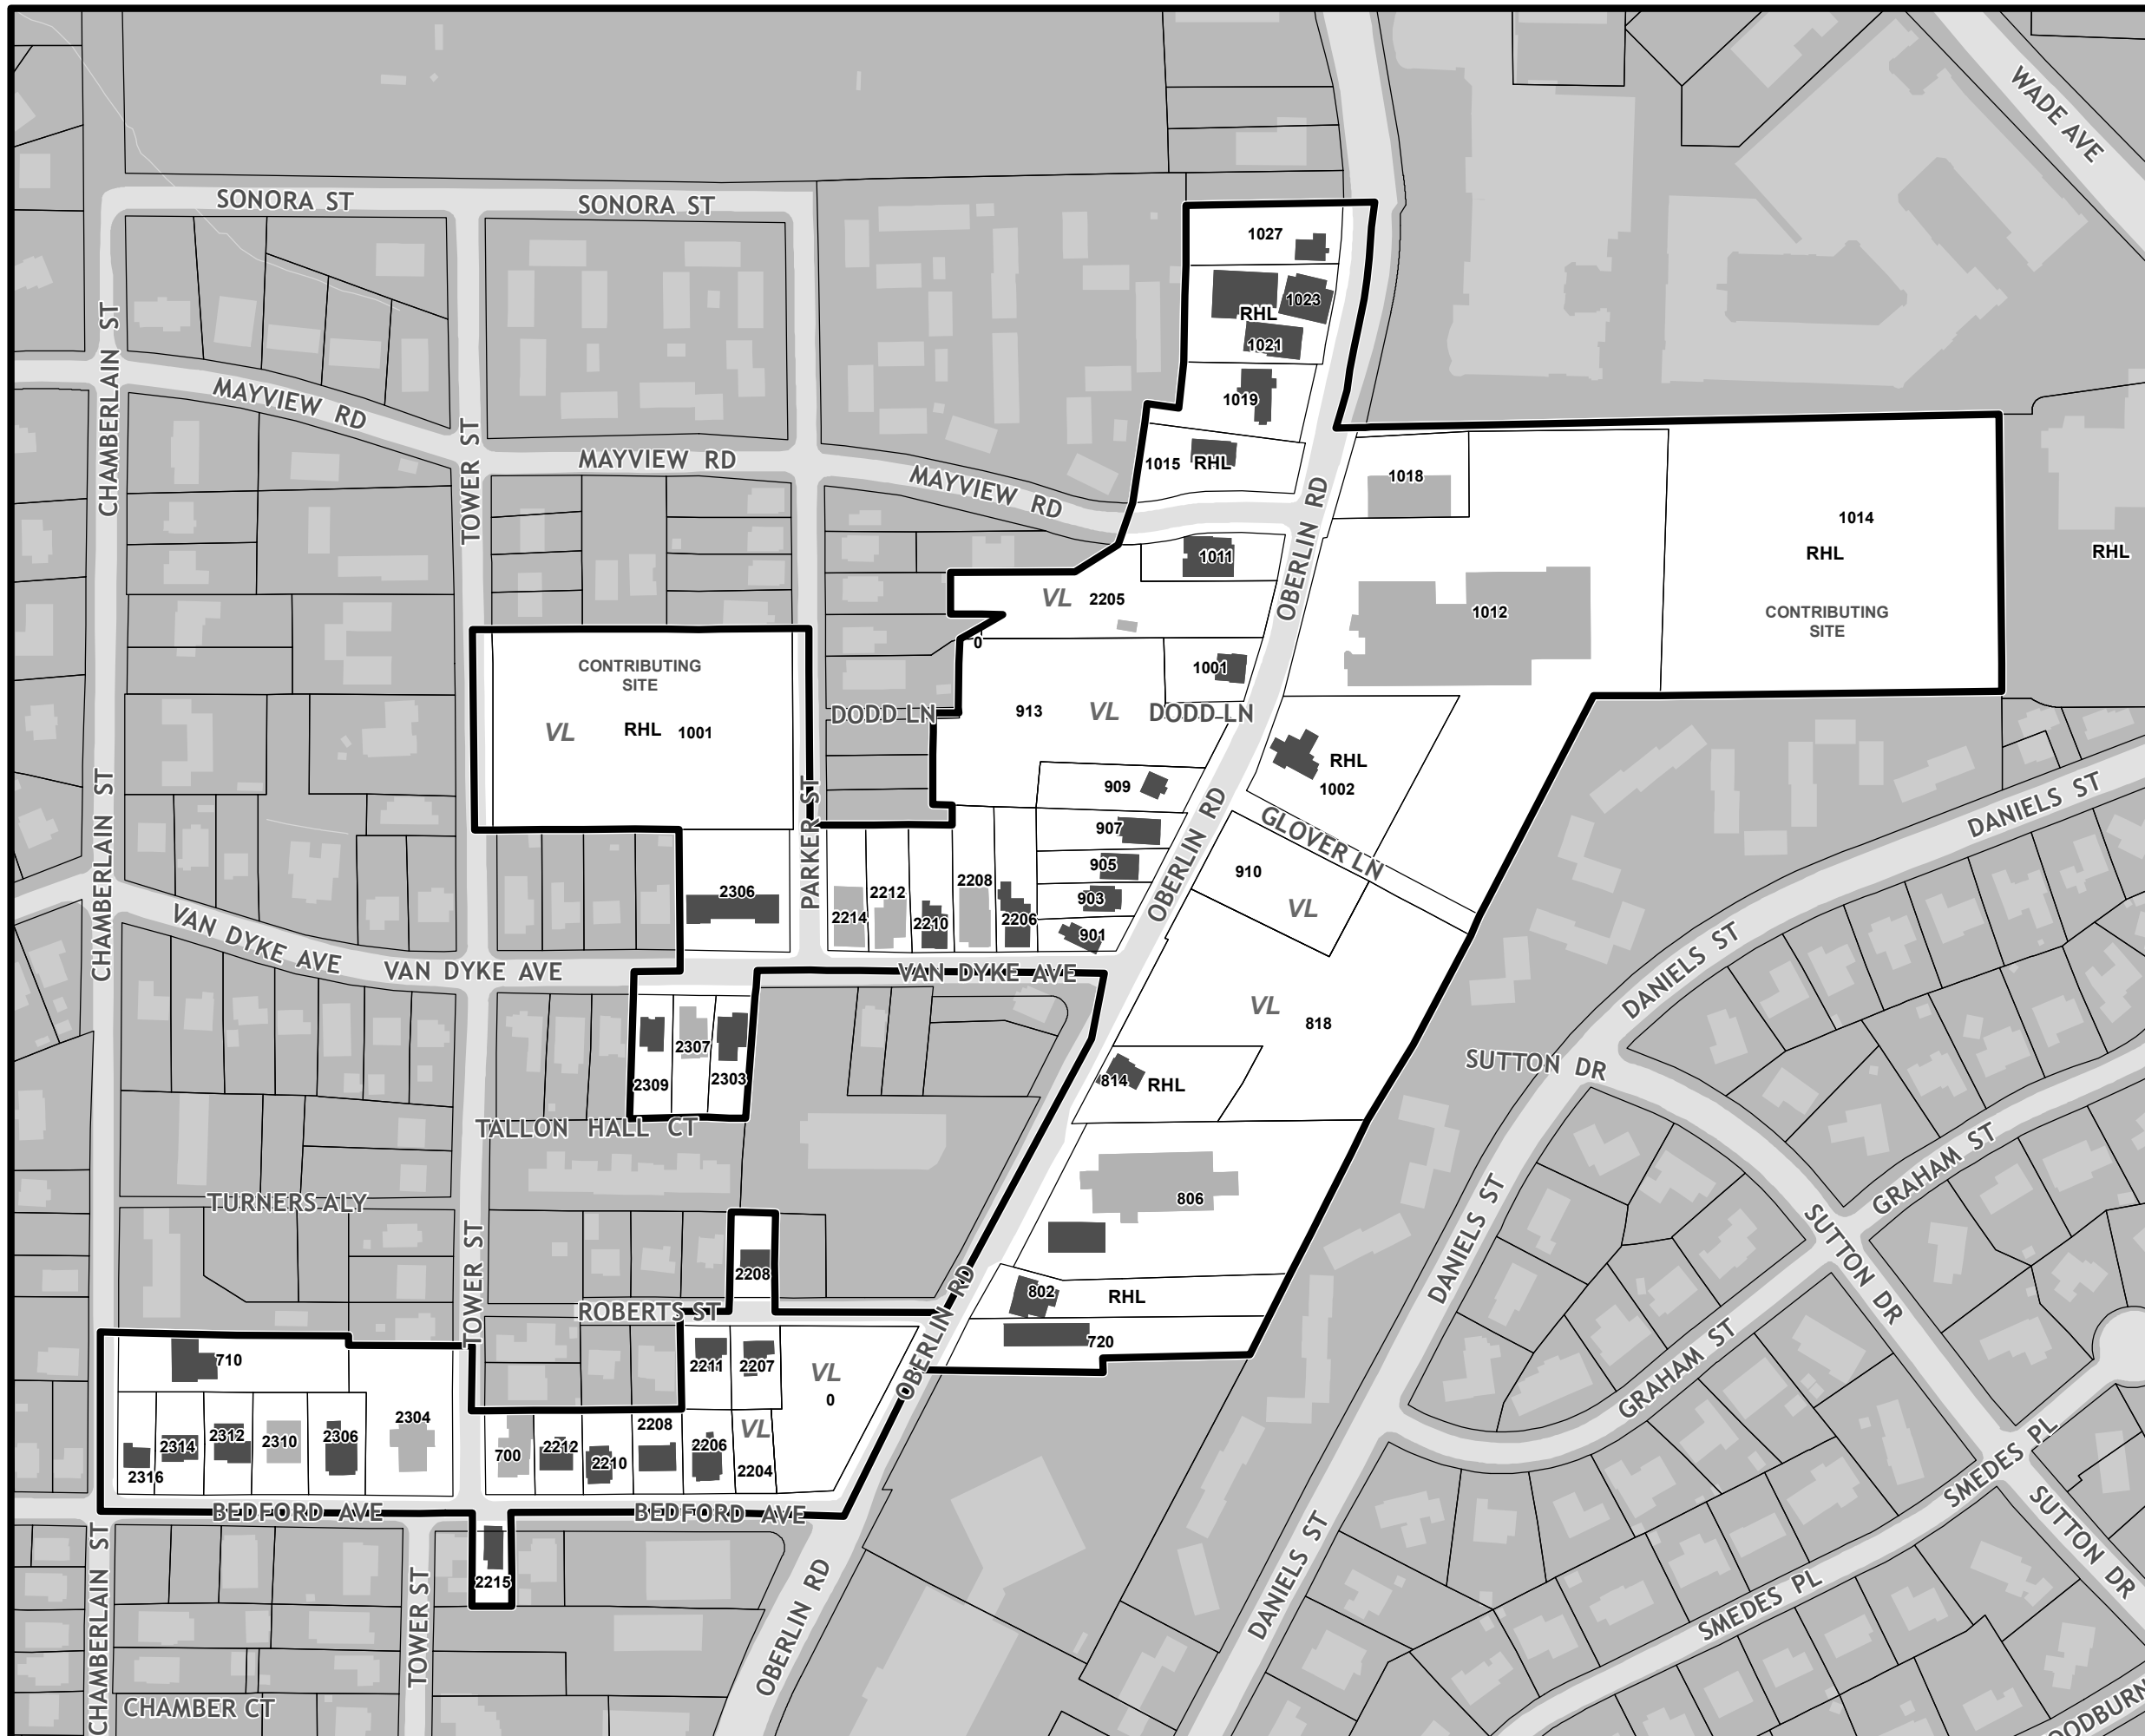 WADE AVE
SONORA ST
SONORA ST
1027
1023
RHL
1021
CHAMBERLAIN ST
MAYVIEW RD
1019
TOWER ST
MAYVIEW RD
MAYVIEW RD
1015
RHL
OBERLIN RD
1018
1014
RHL
RHL
1011
VL
2205
1012
CONTRIBUTING
SITE
0
CONTRIBUTING
SITE
1001
VL
RHL
1001
DODD LN
913
VL
DODD LN
RHL
1002
CHAMBERLAIN ST
PARKER ST
909
OBERLIN RD
GLOVER LN
DANIELS ST
907
905
910
VL
2306
2214
2212
2210
2208
2206
903
901
VAN DYKE AVE
VAN DYKE AVE
VAN DYKE AVE
DANIELS ST
VL
818
2309
2307
2303
814
RHL
SUTTON DR
TALLON HALL CT
TURNERS ALY
806
GRAHAM ST
TOWER ST
2208
DANIELS ST
SUTTON DR
ROBERTS ST
OBERLIN RD
802
RHL
720
710
2211
2207
VL
0
GRAHAM ST
2316
2314
2312
2310
2306
2304
700
2212
2210
2208
2206
VL
2204
SMEDES PL
BEDFORD AVE
BEDFORD AVE
SUTTON DR
2215
CHAMBERLAIN ST
TOWER ST
OBERLIN RD
DANIELS ST
SMEDES PL
CHAMBER CT